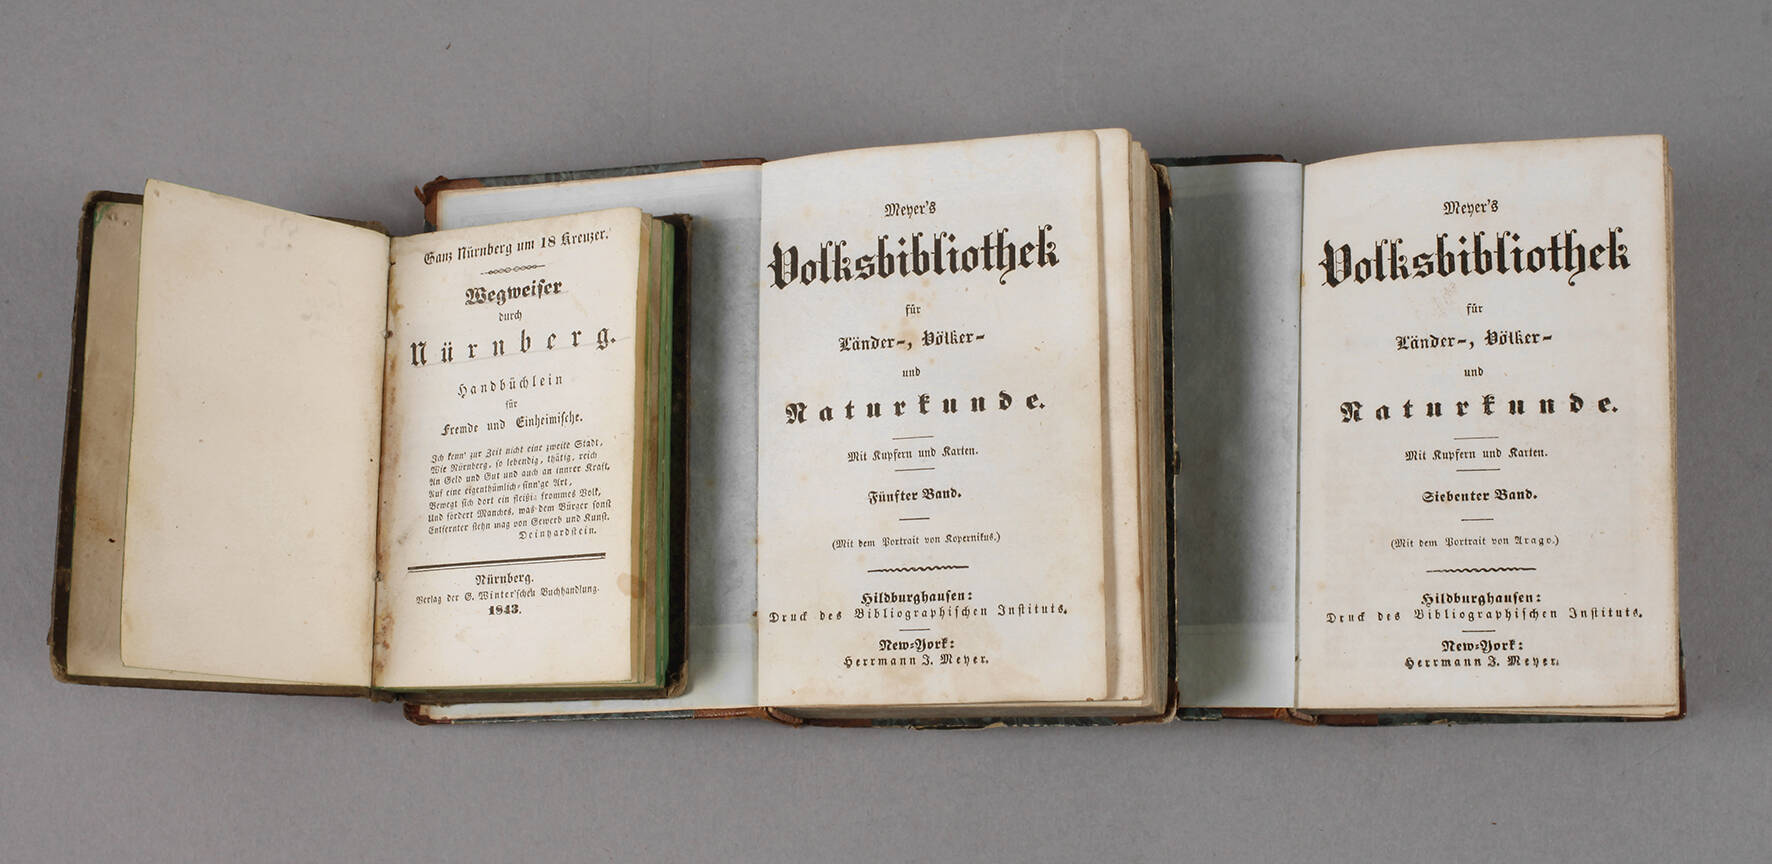 Ganz Nürnberg um 18 Kreuzer.
Wegweiser
durch
Nürnberg.
Handbüchlein
für
Fremde und Einheimische.
Ich kenn' zur Zeit nicht eine zweite Stadt,
Wie Nürnberg, so lebendig, thätig, reich
An Geld und Gut und auch an innrer Kraft,
Auf eine eigenthümlich-sinn'ge Art,
Bewegt sich dort ein fleißig frommes Volk,
Und fördert Manches, was dem Bürger sonst
Entfernter stehn mag von Gewerb und Kunst.
Deinhardstein.
Nürnberg.
Verlag der E. Winter'schen Buchhandlung.
1843.
Meyer's
Volksbibliothek
für
Länder-, Völker-
und
Naturkunde.
Mit Kupfern und Karten.
Fünfter Band.
(Mit dem Portrait von Kopernikus.)
Hildburghausen:
Druck des Bibliographischen Instituts.
New-York:
Herrmann J. Meyer.
Meyer's
Volksbibliothek
für
Länder-, Völker-
und
Naturkunde.
Mit Kupfern und Karten.
Siebenter Band.
(Mit dem Portrait von Arago.)
Hildburghausen:
Druck des Bibliographischen Instituts.
New-York:
Herrmann J. Meyer.